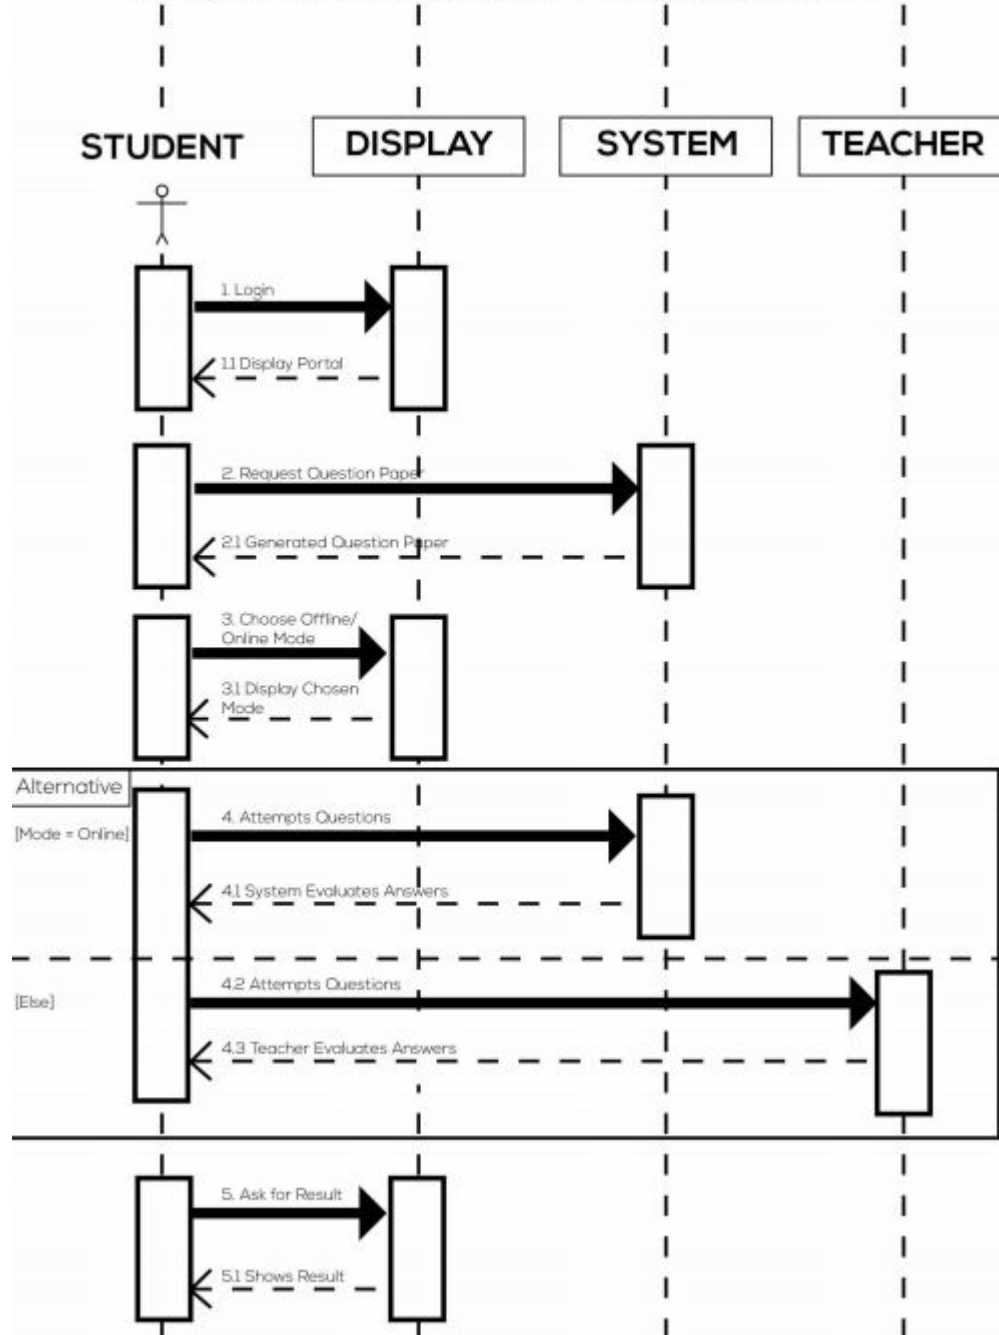 STUDENT
DISPLAY
SYSTEM
TEACHER
1. Login
1.1 Display Portal
2. Request Question Paper
2.1 Generated Question Paper
3. Choose Offline/
Online Mode
3.1 Display Chosen
Mode
Alternative
[Mode = Online]
4. Attempts Questions
4.1 System Evaluates Answers
[Else]
4.2 Attempts Questions
4.3 Teacher Evaluates Answers
5. Ask for Result
5.1 Shows Result